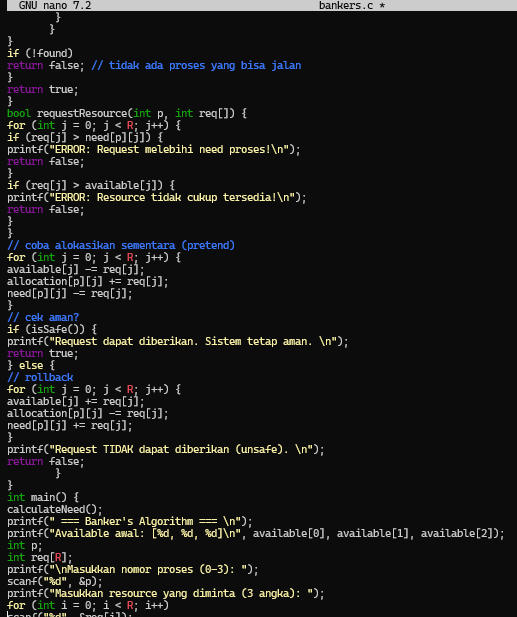 GNU nano 7.2 bankers.c *
}
}
}
if (!found)
return false; // tidak ada proses yang bisa jalan
}
return true;
}
bool requestResource(int p, int req[]) {
for (int j = 0; j < R; j++) {
if (req[j] > need[p][j]) {
printf("ERROR: Request melebihi need proses!\n");
return false;
}
if (req[j] > available[j]) {
printf("ERROR: Resource tidak cukup tersedia!\n");
return false;
}
}
// coba alokasikan sementara (pretend)
for (int j = 0; j < R; j++) {
available[j] -= req[j];
allocation[p][j] += req[j];
need[p][j] -= req[j];
}
// cek aman?
if (isSafe()) {
printf("Request dapat diberikan. Sistem tetap aman. \n");
return true;
} else {
// rollback
for (int j = 0; j < R; j++) {
available[j] += req[j];
allocation[p][j] -= req[j];
need[p][j] += req[j];
}
printf("Request TIDAK dapat diberikan (unsafe). \n");
return false;
}
}
int main() {
calculateNeed();
printf(" === Banker's Algorithm === \n");
printf("Available awal: [%d, %d, %d]\n", available[0], available[1], available[2]);
int p;
int req[R];
printf("\nMasukkan nomor proses (0-3): ");
scanf("%d", &p);
printf("Masukkan resource yang diminta (3 angka): ");
for (int i = 0; i < R; i++)
scanf("%d", &req[i]);